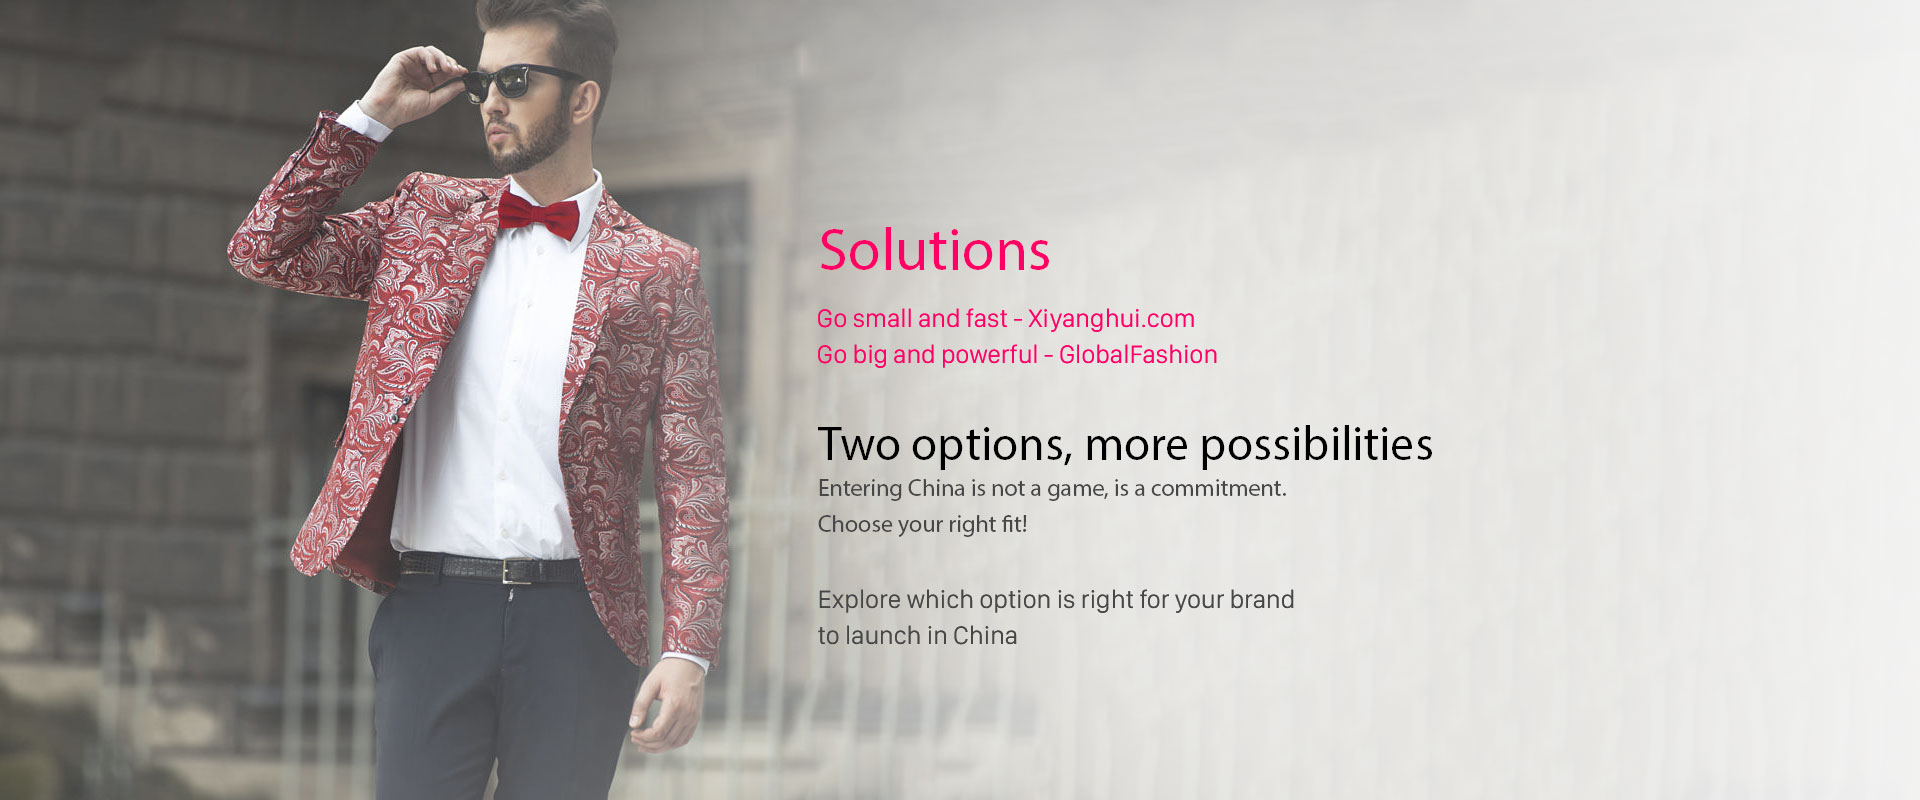 Solutions
Go small and fast - Xiyanghui.com
Go big and powerful - GlobalFashion
Two options, more possibilities
Entering China is not a game, is a commitment.
Choose your right fit!
Explore which option is right for your brand
to launch in China